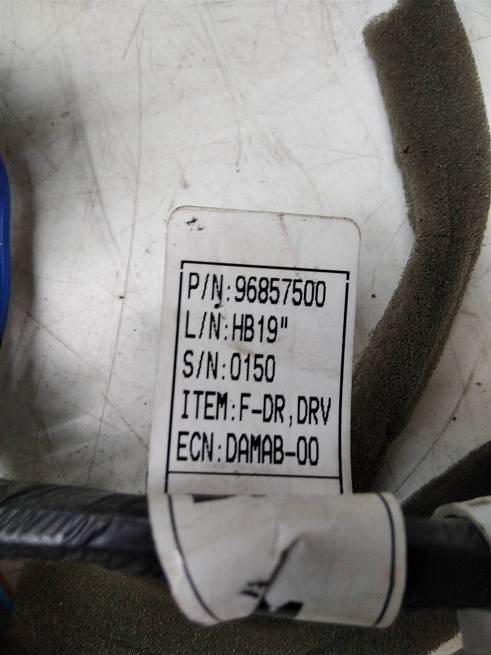 P/N:96857500
L/N:HB19"
S/N:0150
ITEM:F-DR,DRV
ECN:DAMAB-00